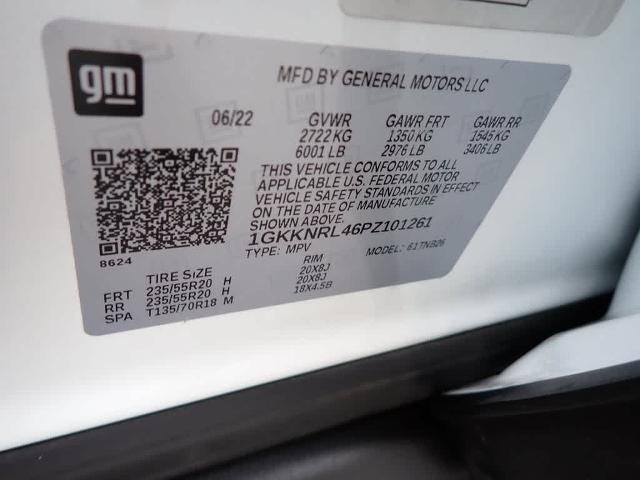 gm
MFD BY GENERAL MOTORS LLC
06/22 GVWR GAWR FRT GAWR RR
2722 KG 1350 KG 1545 KG
6001 LB 2976 LB 3406 LB
THIS VEHICLE CONFORMS TO ALL
APPLICABLE U.S. FEDERAL MOTOR
VEHICLE SAFETY STANDARDS IN EFFECT
ON THE DATE OF MANUFACTURE
SHOWN ABOVE.
1GKKNRL46PZ101261
8624
TYPE: MPV MODEL: 61TNB26
TIRE SIZE RIM
FRT 235/55R20 H 20X8J
RR 235/55R20 H 20X8J
SPA T135/70R18 M 18X4.5B